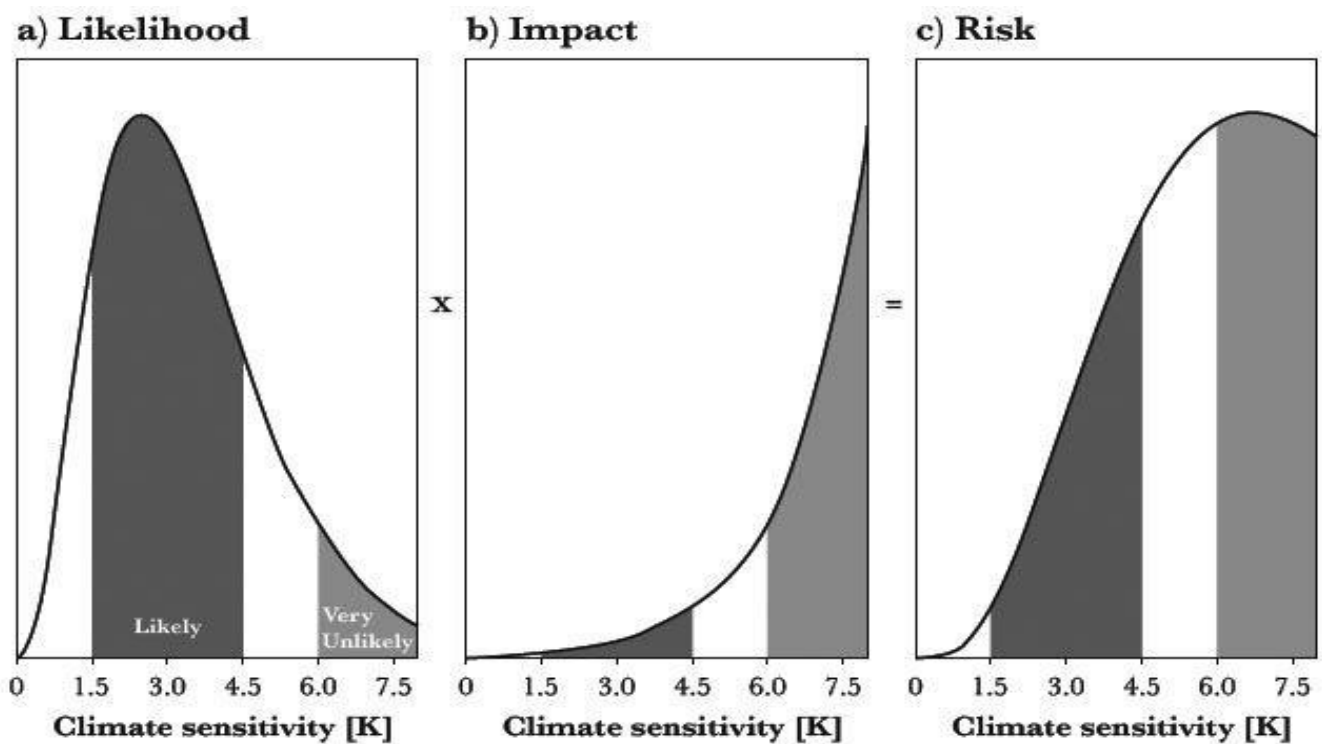 a) Likelihood
b) Impact
c) Risk
x
=
Likely
Very
Unlikely
0 1.5 3.0 4.5 6.0 7.5
0 1.5 3.0 4.5 6.0 7.5
0 1.5 3.0 4.5 6.0 7.5
Climate sensitivity [K]
Climate sensitivity [K]
Climate sensitivity [K]